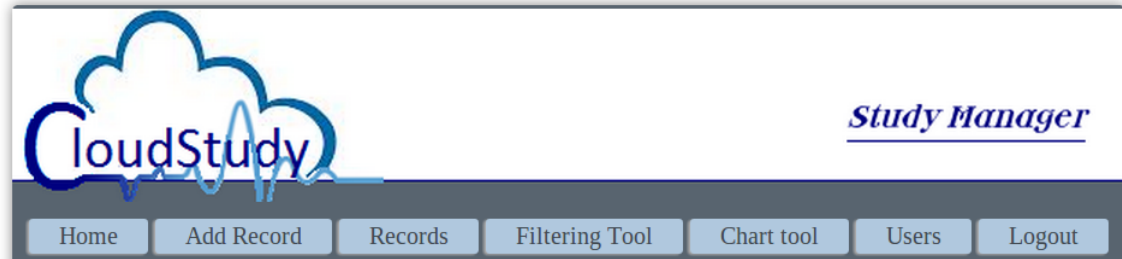 CloudStudy
Study Manager
Home Add Record Records Filtering Tool Chart tool Users Logout